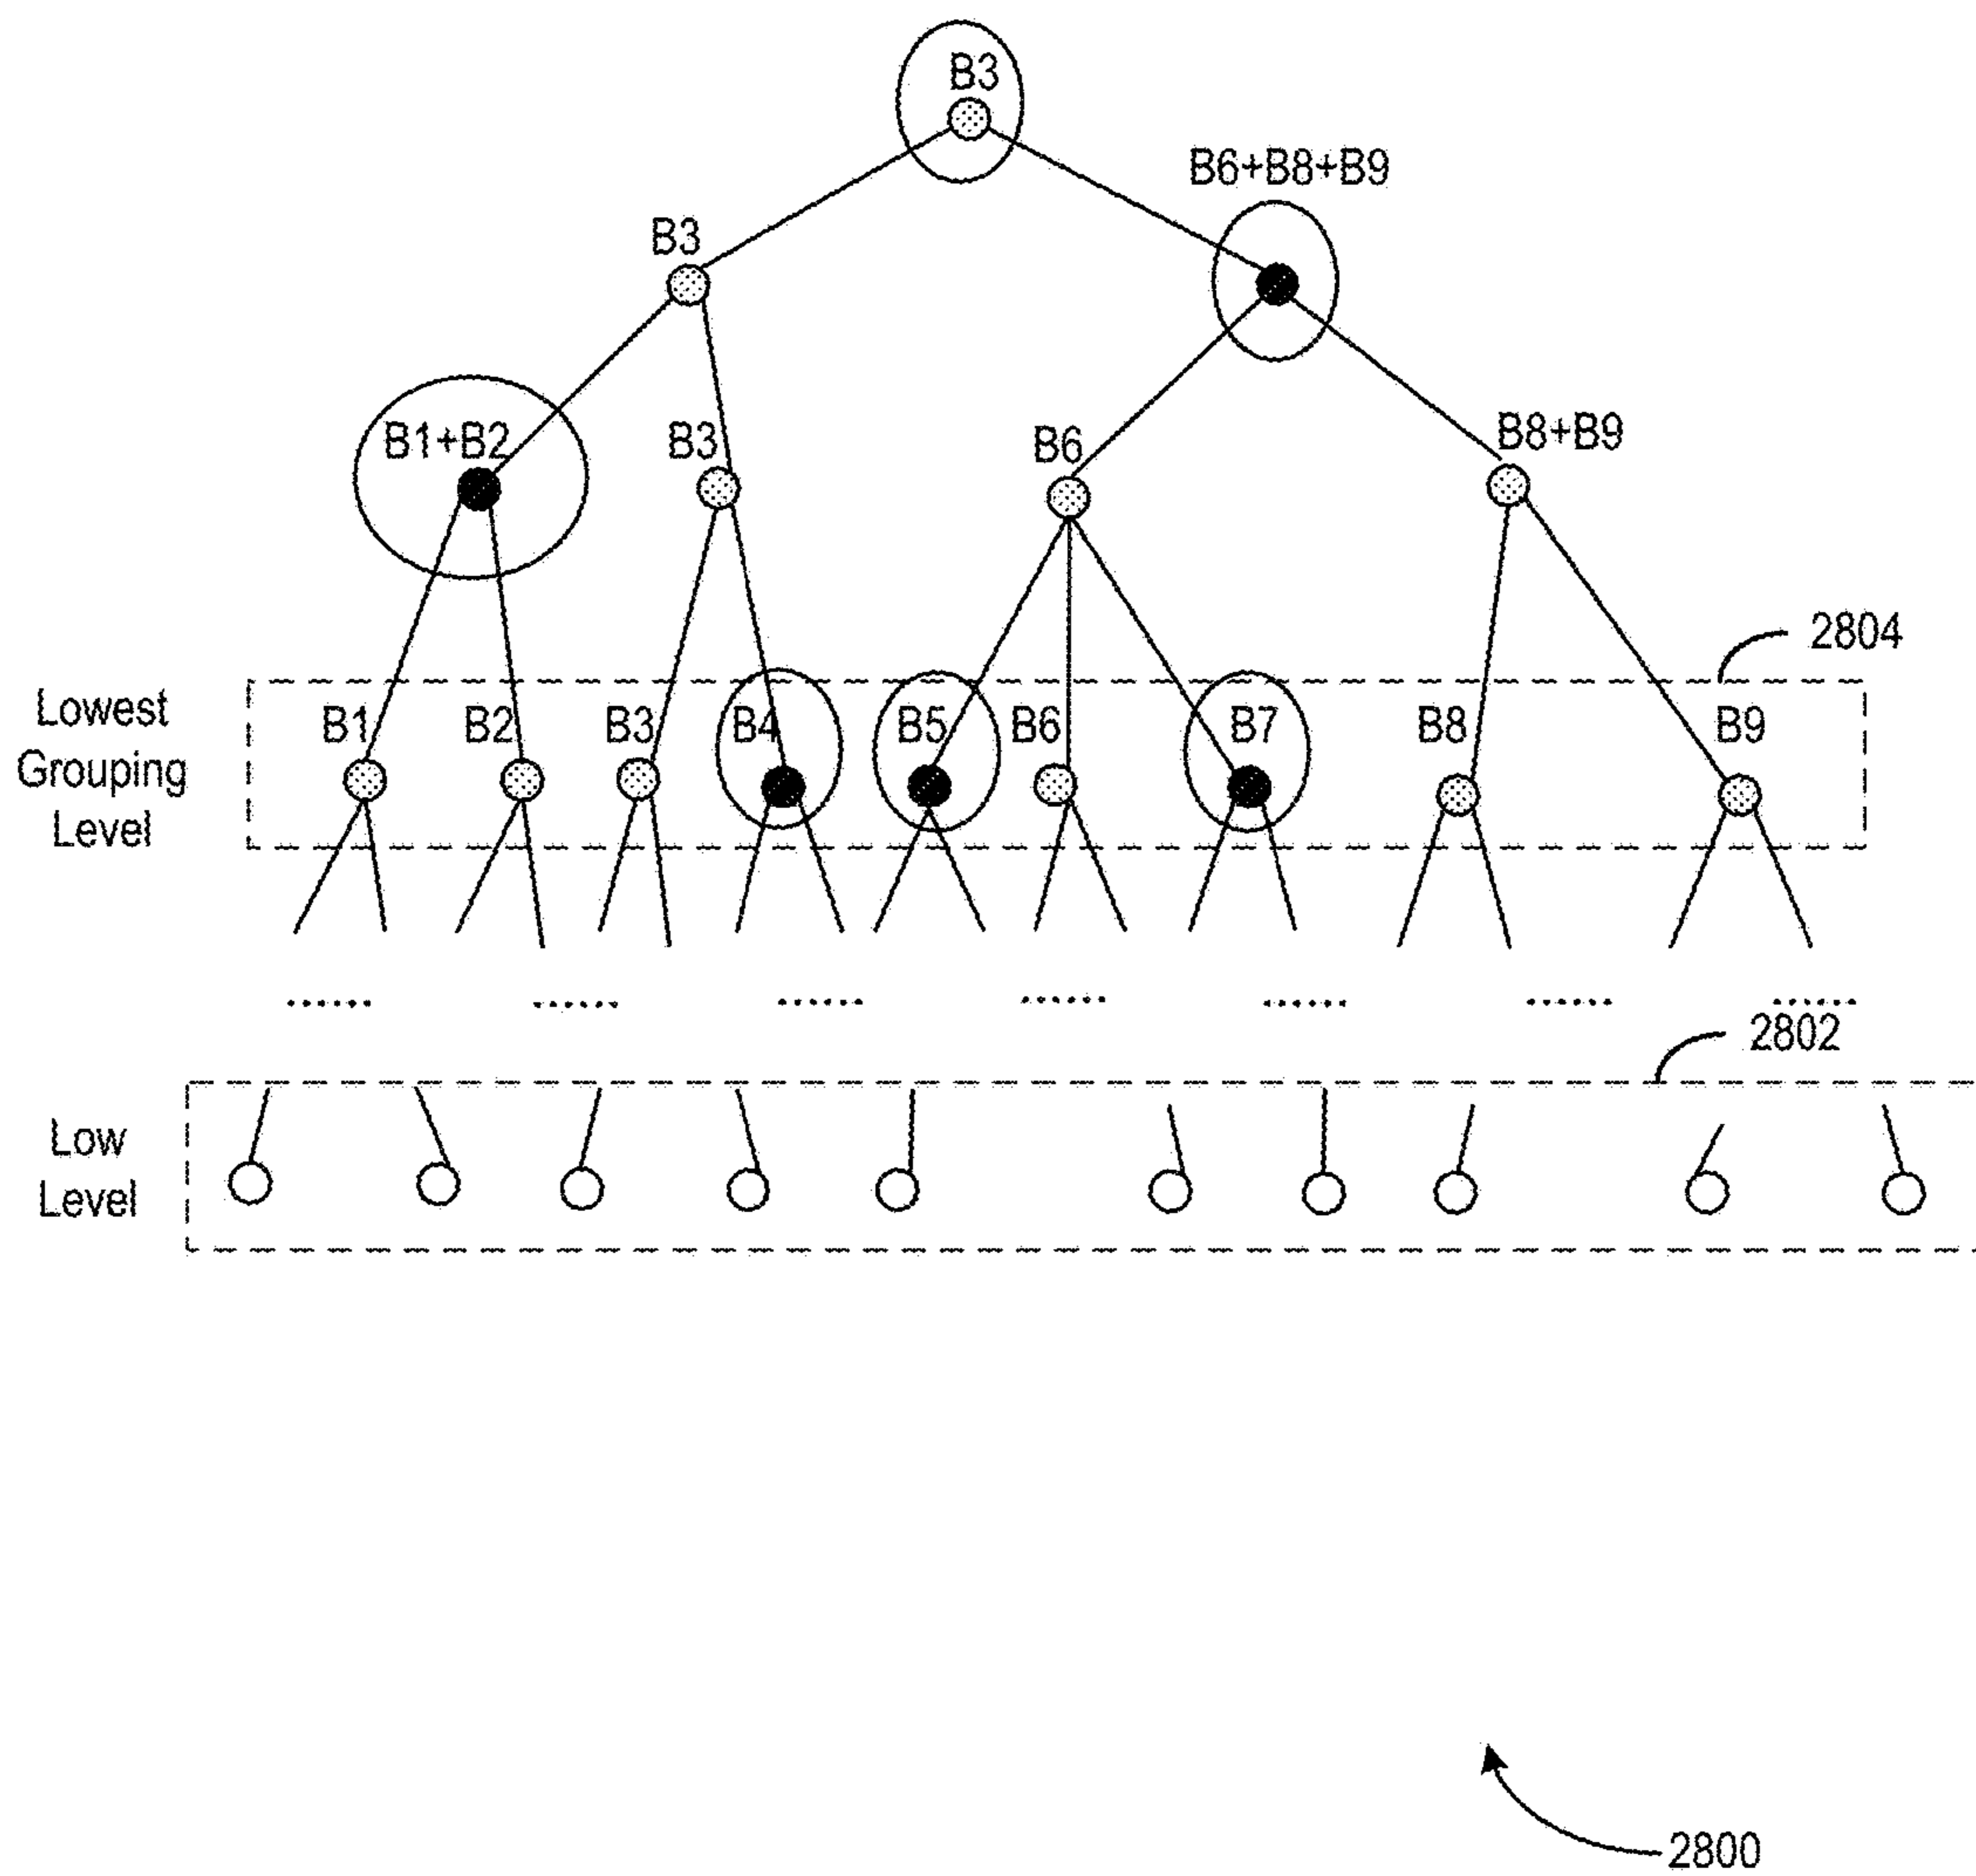 B3
B6+B8+B9
B3
B1+B2
B3
B6
B8+B9
2804
Lowest
Grouping
Level
B1
B2
B3
B4
B5
B6
B7
B8
B9
2802
Low
Level
2800